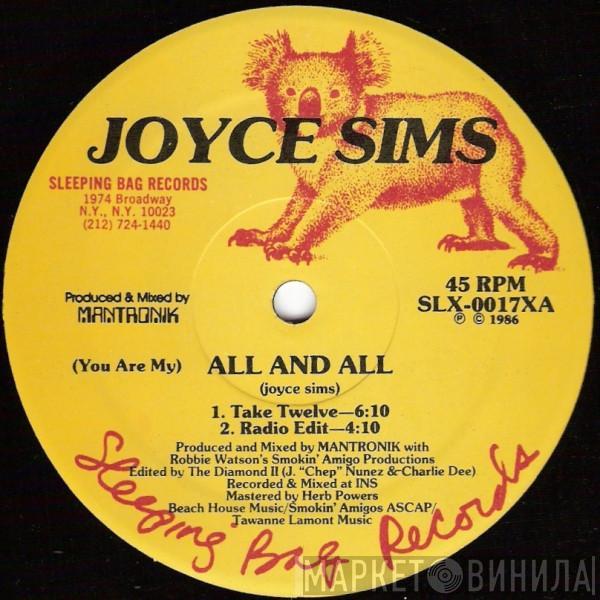 JOYCE SIMS
SLEEPING BAG RECORDS
1974 Broadway
N.Y., N.Y. 10023
(212) 724-1440
Produced & Mixed by
MANTRONIK
45 RPM
SLX-0017XA
℗ © 1986
(You Are My) ALL AND ALL
(joyce sims)
1. Take Twelve—6:10
2. Radio Edit—4:10
Produced and Mixed by MANTRONIK with
Robbie Watson's Smokin' Amigo Productions
Edited by The Diamond II (J. "Chep" Nunez & Charlie Dee)
Recorded & Mixed at INS
Mastered by Herb Powers
Beach House Music/Smokin' Amigos ASCAP/
Tawanne Lamont Music
Sleeping Bag Records
МАРКЕТ ВИНИЛА